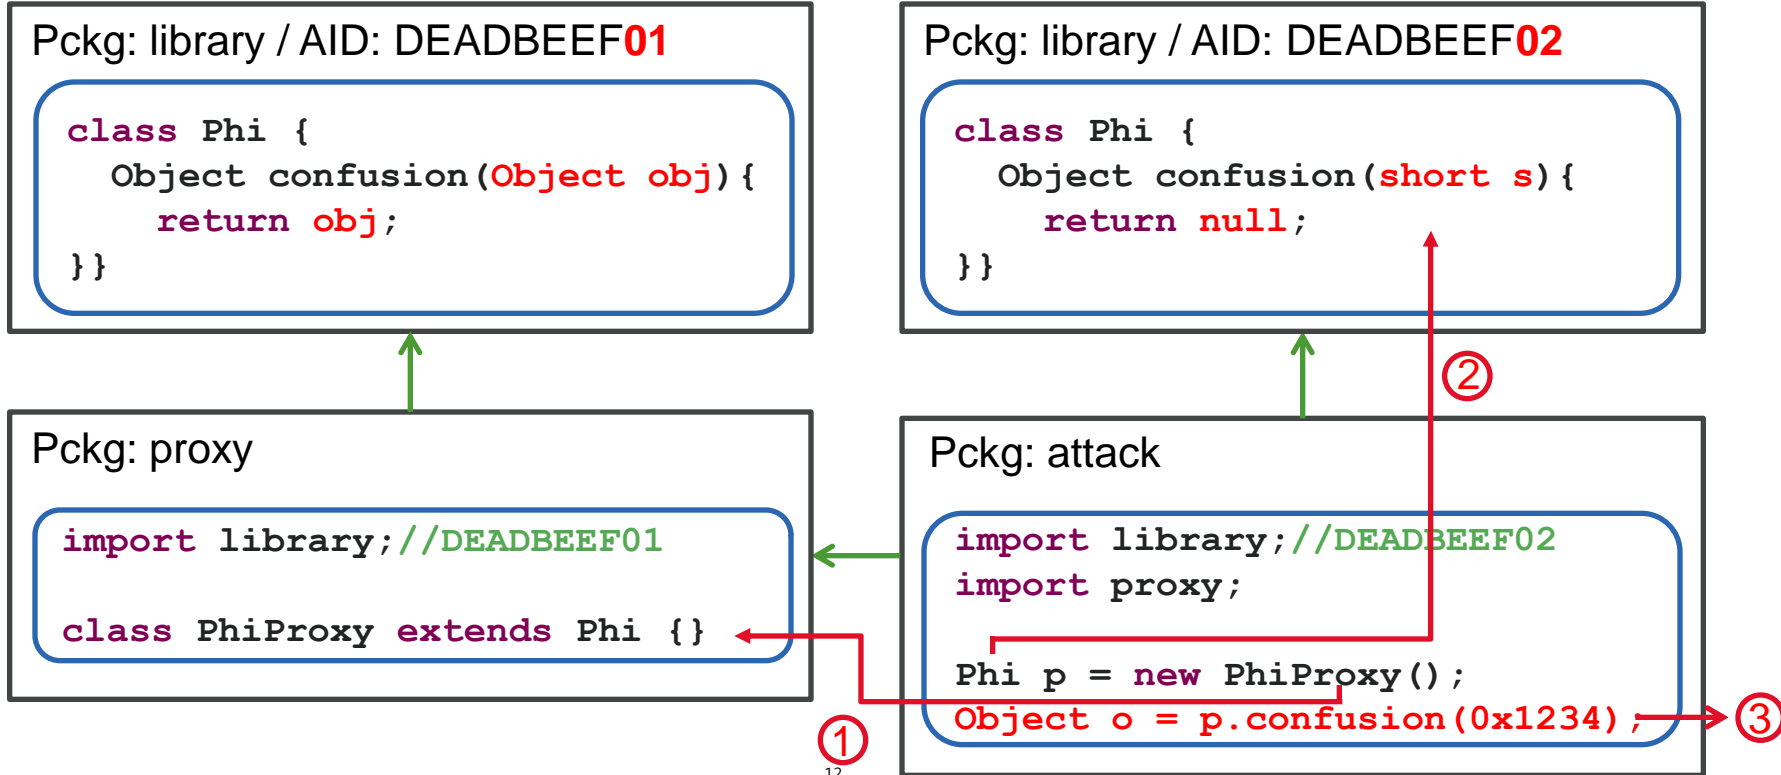 Pckg: library / AID: DEADBEEF01
class Phi {
Object confusion(Object obj){
return obj;
}}
Pckg: library / AID: DEADBEEF02
class Phi {
Object confusion(short s){
return null;
}}
2
Pckg: proxy
import library;//DEADBEEF01
class PhiProxy extends Phi {}
Pckg: attack
import library;//DEADBEEF02
import proxy;
Phi p = new PhiProxy();
Object o = p.confusion(0x1234);
3
1
12